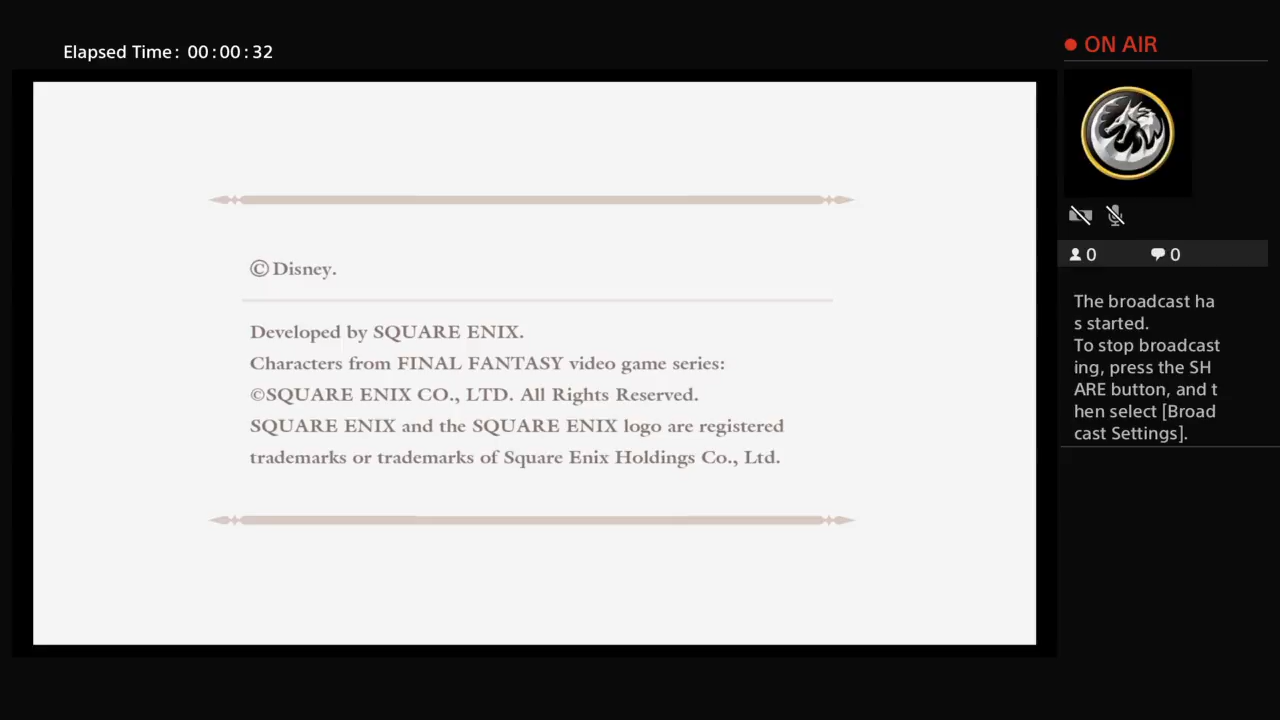 Elapsed Time: 00:00:32
ON AIR
© Disney.
Developed by SQUARE ENIX.
Characters from FINAL FANTASY video game series:
©SQUARE ENIX CO., LTD. All Rights Reserved.
SQUARE ENIX and the SQUARE ENIX logo are registered
trademarks or trademarks of Square Enix Holdings Co., Ltd.
0 0
The broadcast ha
s started.
To stop broadcast
ing, press the SH
ARE button, and t
hen select [Broad
cast Settings].